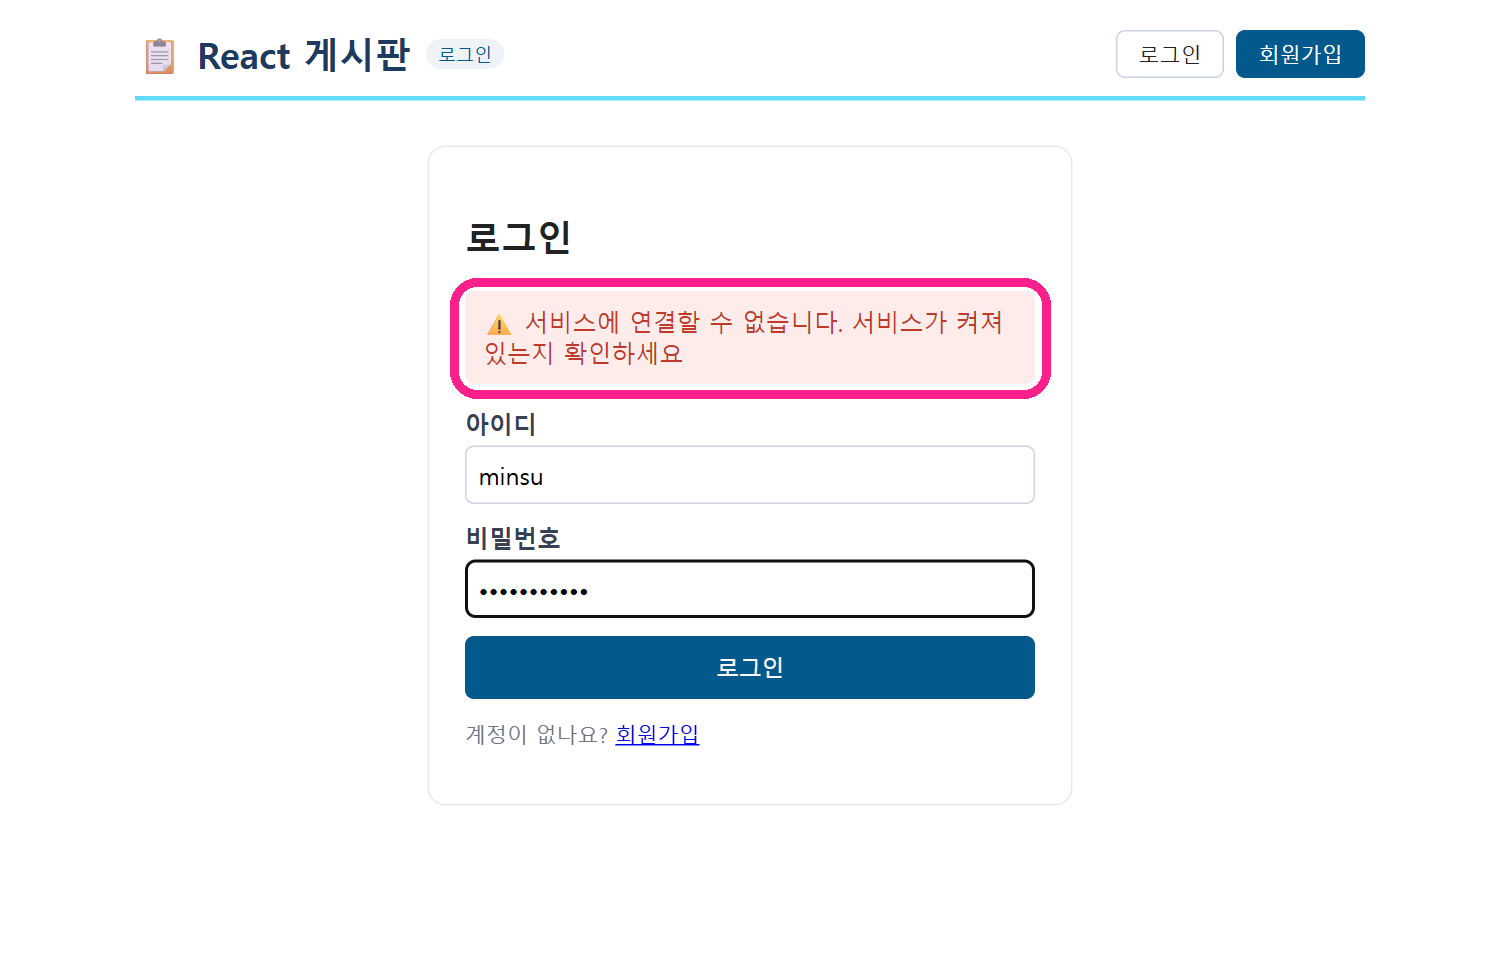 React 게시판 로그인 로그인 회원가입
로그인
⚠ 서비스에 연결할 수 없습니다. 서비스가 켜져
있는지 확인하세요
아이디
minsu
비밀번호
•••••••••••
로그인
계정이 없나요? 회원가입